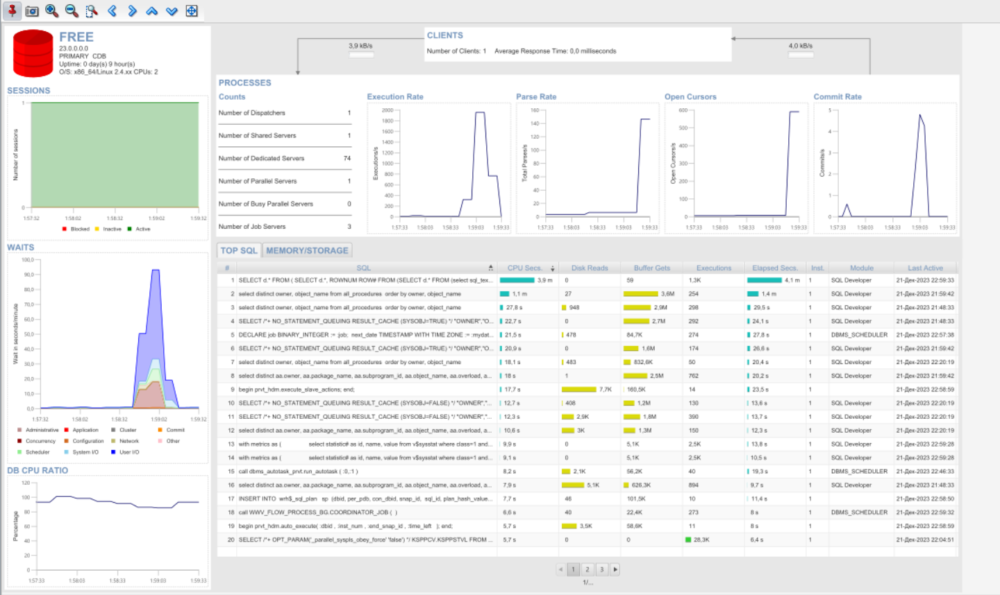 FREE
23.0.0.0.0
PRIMARY CDB
Uptime: 0 day(s) 9 hour(s)
O/S: x86_64/Linux 2.4.xx CPUs: 2
SESSIONS
Number of sessions
1
0
1:57:32 1:58:02 1:58:32 1:59:02 1:59:32
Blocked Inactive Active
WAITS
Wait in seconds/minute
100,0
90,0
80,0
70,0
60,0
50,0
40,0
30,0
20,0
10,0
0,0
1:57:32 1:58:02 1:58:32 1:59:02 1:59:32
Administrative Application Cluster Commit
Concurrency Configuration Network Other
Scheduler System I/O User I/O
DB CPU RATIO
Percentage
120
100
80
60
40
20
0
1:57:33 1:58:03 1:58:33 1:59:03 1:59:33
3,9 kB/s
CLIENTS
Number of Clients: 1 Average Response Time: 0,0 milliseconds
4,0 kB/s
PROCESSES
Counts
Number of Dispatchers 1
Number of Shared Servers 1
Number of Dedicated Servers 74
Number of Parallel Servers 1
Number of Busy Parallel Servers 0
Number of Job Servers 3
Execution Rate
Executions/s
2000
1800
1600
1400
1200
1000
800
600
400
200
0
1:57:33 1:58:03 1:59:03 1:59:33
Parse Rate
Total Parses/s
160
140
120
100
80
60
40
20
0
1:57:33 1:58:03 1:59:03 1:59:33
Open Cursors
Open Cursors/s
600
500
400
300
200
100
0
1:57:33 1:58:03 1:59:03 1:59:33
Commit Rate
Commits/s
5
4
3
2
1
0
1:57:33 1:58:03 1:59:03 1:59:33
TOP SQL MEMORY/STORAGE
# SQL CPU Secs. Disk Reads Buffer Gets Executions Elapsed Secs. Inst. Module Last Active
1 SELECT d.* FROM ( SELECT d.*, ROWNUM ROW# FROM (SELECT d.* FROM (select sql_tex... 3,9 m 0 59 1,3K 4,1 m 1 SQL Developer 21-Дек-2023 22:59:33
2 select distinct owner, object_name from all_procedures order by owner, object_name 1,1 m 27 3,6M 254 1,4 m 1 SQL Developer 21-Дек-2023 21:59:42
3 select distinct owner, object_name from all_procedures order by owner, object_name 27,8 s 948 2,9M 298 29,5 s 1 SQL Developer 21-Дек-2023 21:48:33
4 SELECT /*+ NO_STATEMENT_QUEUING RESULT_CACHE (SYSOBJ=TRUE) */ "OWNER","O... 22,7 s 0 2,7M 292 24,1 s 1 SQL Developer 21-Дек-2023 21:48:33
5 DECLARE job BINARY_INTEGER := :job; next_date TIMESTAMP WITH TIME ZONE := :mydat... 21,5 s 478 84,7K 274 27,8 s 1 DBMS_SCHEDULER 21-Дек-2023 22:57:38
6 SELECT /*+ NO_STATEMENT_QUEUING RESULT_CACHE (SYSOBJ=TRUE) */ "OWNER","O... 20,9 s 0 1,6M 174 26,6 s 1 SQL Developer 21-Дек-2023 21:59:42
7 select distinct owner, object_name from all_procedures order by owner, object_name 18,1 s 483 832,6K 50 20,4 s 1 SQL Developer 21-Дек-2023 22:20:19
8 select distinct aa.owner, aa.package_name, aa.subprogram_id, aa.object_name, aa.overload, a... 18 s 1 2,5M 762 20,2 s 1 SQL Developer 21-Дек-2023 21:59:42
9 begin prvt_hdm.execute_slave_actions; end; 17,7 s 7,7K 160,5K 14 23,5 s 1 21-Дек-2023 22:58:59
10 SELECT /*+ NO_STATEMENT_QUEUING RESULT_CACHE (SYSOBJ=FALSE) */ "OWNER","... 12,7 s 408 1,2M 130 13,6 s 1 SQL Developer 21-Дек-2023 22:20:19
11 SELECT /*+ NO_STATEMENT_QUEUING RESULT_CACHE (SYSOBJ=FALSE) */ "OWNER","... 12,3 s 2,9K 1,8M 390 13,7 s 1 SQL Developer 21-Дек-2023 22:20:19
12 select distinct aa.owner, aa.package_name, aa.subprogram_id, aa.object_name, aa.overload, a... 10,6 s 3K 1,3M 150 12,3 s 1 SQL Developer 21-Дек-2023 22:20:19
13 with metrics as ( select statistic# as id, name, value from v$sysstat where class=1 and... 9,9 s 0 5,1K 2,5K 13,8 s 1 SQL Developer 21-Дек-2023 22:59:28
14 with metrics as ( select statistic# as id, name, value from v$sysstat where class=1 and... 9,1 s 0 5,1K 2,5K 10,5 s 1 SQL Developer 21-Дек-2023 22:59:28
15 call dbms_autotask_prvt.run_autotask ( :0,:1 ) 8,2 s 2,1K 56,2K 40 19,3 s 1 DBMS_SCHEDULER 21-Дек-2023 22:46:33
16 select distinct aa.owner, aa.package_name, aa.subprogram_id, aa.object_name, aa.overload, a... 7,9 s 5,1K 626,3K 894 9,7 s 1 SQL Developer 21-Дек-2023 21:48:33
17 INSERT INTO wrh$_sql_plan sp (dbid, per_pdb, con_dbid, snap_id, sql_id, plan_hash_value... 7,7 s 46 101,5K 10 11,4 s 1 21-Дек-2023 22:58:50
18 call WWV_FLOW_PROCESS_BG.COORDINATOR_JOB ( ) 6,6 s 40 22,4K 273 8 s 1 DBMS_SCHEDULER 21-Дек-2023 22:59:32
19 begin prvt_hdm.auto_execute( :dbid , :inst_num , :end_snap_id , :time_left ); end; 5,7 s 3,5K 58,6K 11 8 s 1 21-Дек-2023 22:58:59
20 SELECT /*+ OPT_PARAM('_parallel_syspls_obey_force' 'false') */ KSPPCV.KSPPSTVL FROM ... 5,7 s 0 0 28,3K 6,4 s 1 21-Дек-2023 22:04:51
1 2 3
1/...